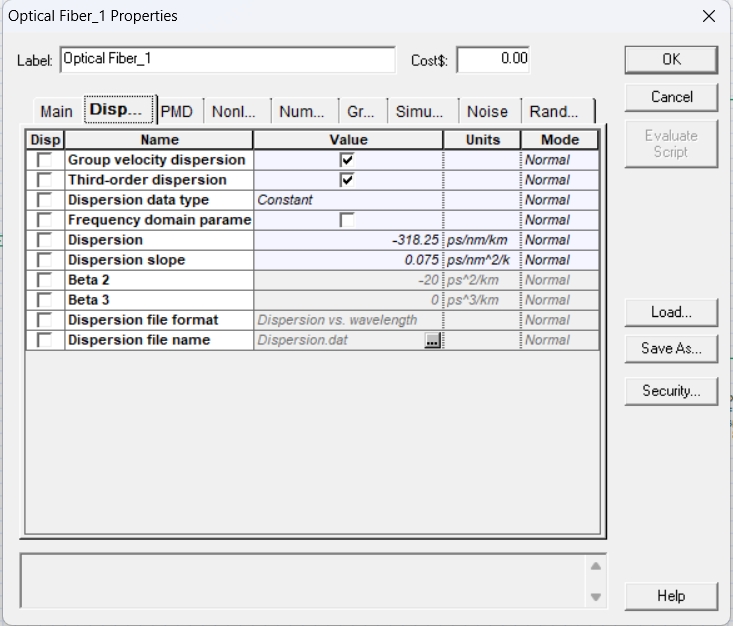 Optical Fiber_1 Properties
Label: Optical Fiber_1 Cost$: 0.00
OK
Cancel
Evaluate
Script
Main Disp... PMD Nonl... Num... Gr... Simu... Noise Rand...
Disp Name Value Units Mode
Group velocity dispersion Normal
Third-order dispersion Normal
Dispersion data type Constant Normal
Frequency domain parame Normal
Dispersion -318.25 ps/nm/km Normal
Dispersion slope 0.075 ps/nm^2/k Normal
Beta 2 -20 ps^2/km Normal
Beta 3 0 ps^3/km Normal
Dispersion file format Dispersion vs. wavelength Normal
Dispersion file name Dispersion.dat ... Normal
Load...
Save As...
Security...
Help